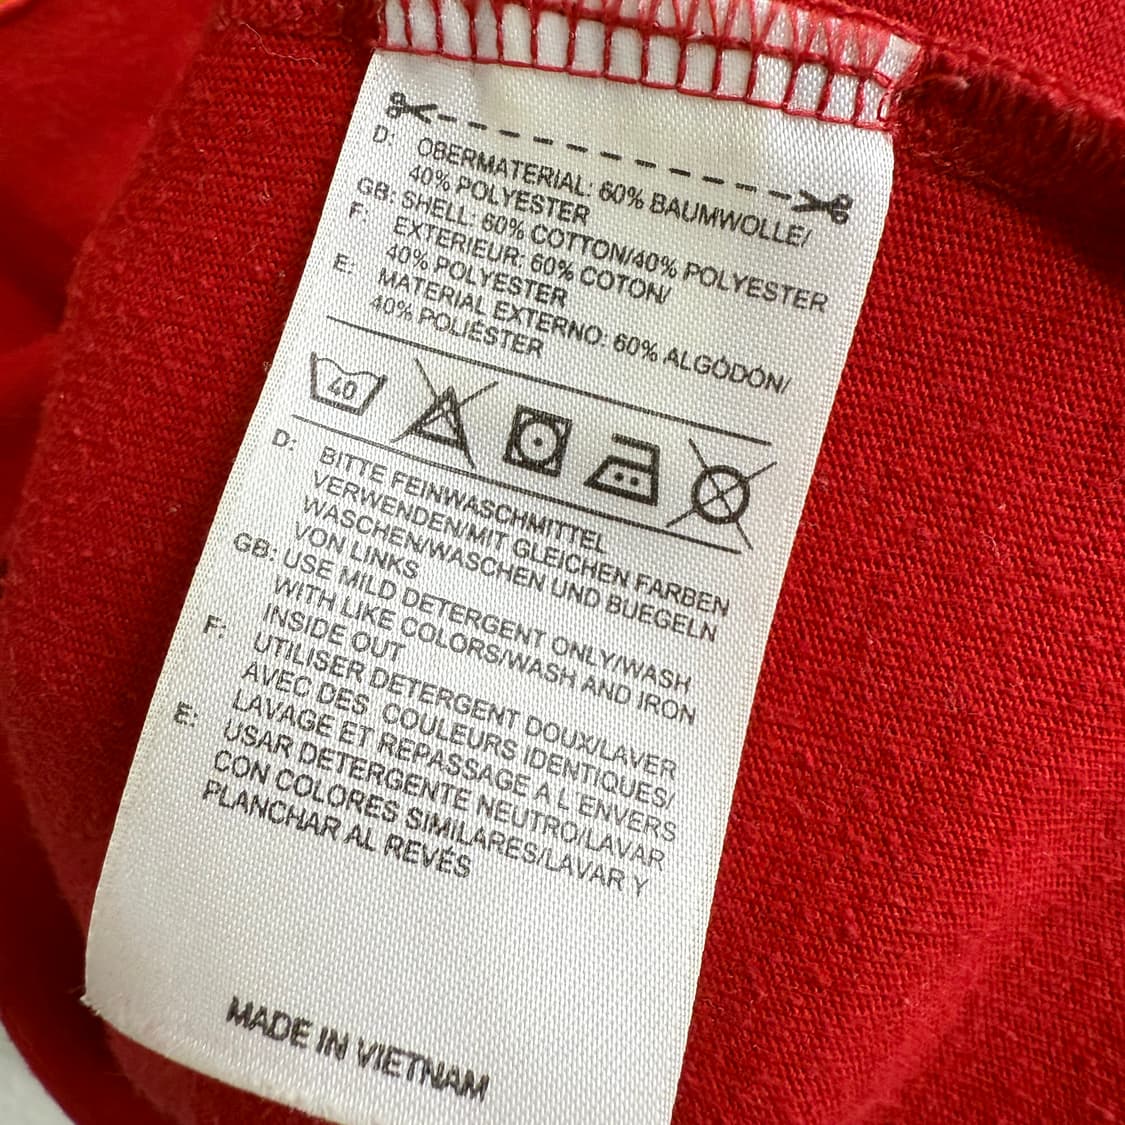 D: OBERMATERIAL: 60% BAUMWOLLE/
40% POLYESTER
GB: SHELL: 60% COTTON/40% POLYESTER
F: EXTERIEUR: 60% COTON/
40% POLYESTER
E: MATERIAL EXTERNO: 60% ALGÓDÓN/
40% POLIÉSTER
40
D: BITTE FEINWASCHMITTEL
VERWENDEN/MIT GLEICHEN FARBEN
WASCHEN/WASCHEN UND BUEGELN
VON LINKS
GB: USE MILD DETERGENT ONLY/WASH
WITH LIKE COLORS/WASH AND IRON
INSIDE OUT
F: UTILISER DETERGENT DOUX/LAVER
AVEC DES COULEURS IDENTIQUES/
LAVAGE ET REPASSAGE A L ENVERS
E: USAR DETERGENTE NEUTRO/LAVAR
CON COLORES SIMILARES/LAVAR Y
PLANCHAR AL REVÉS
MADE IN VIETNAM